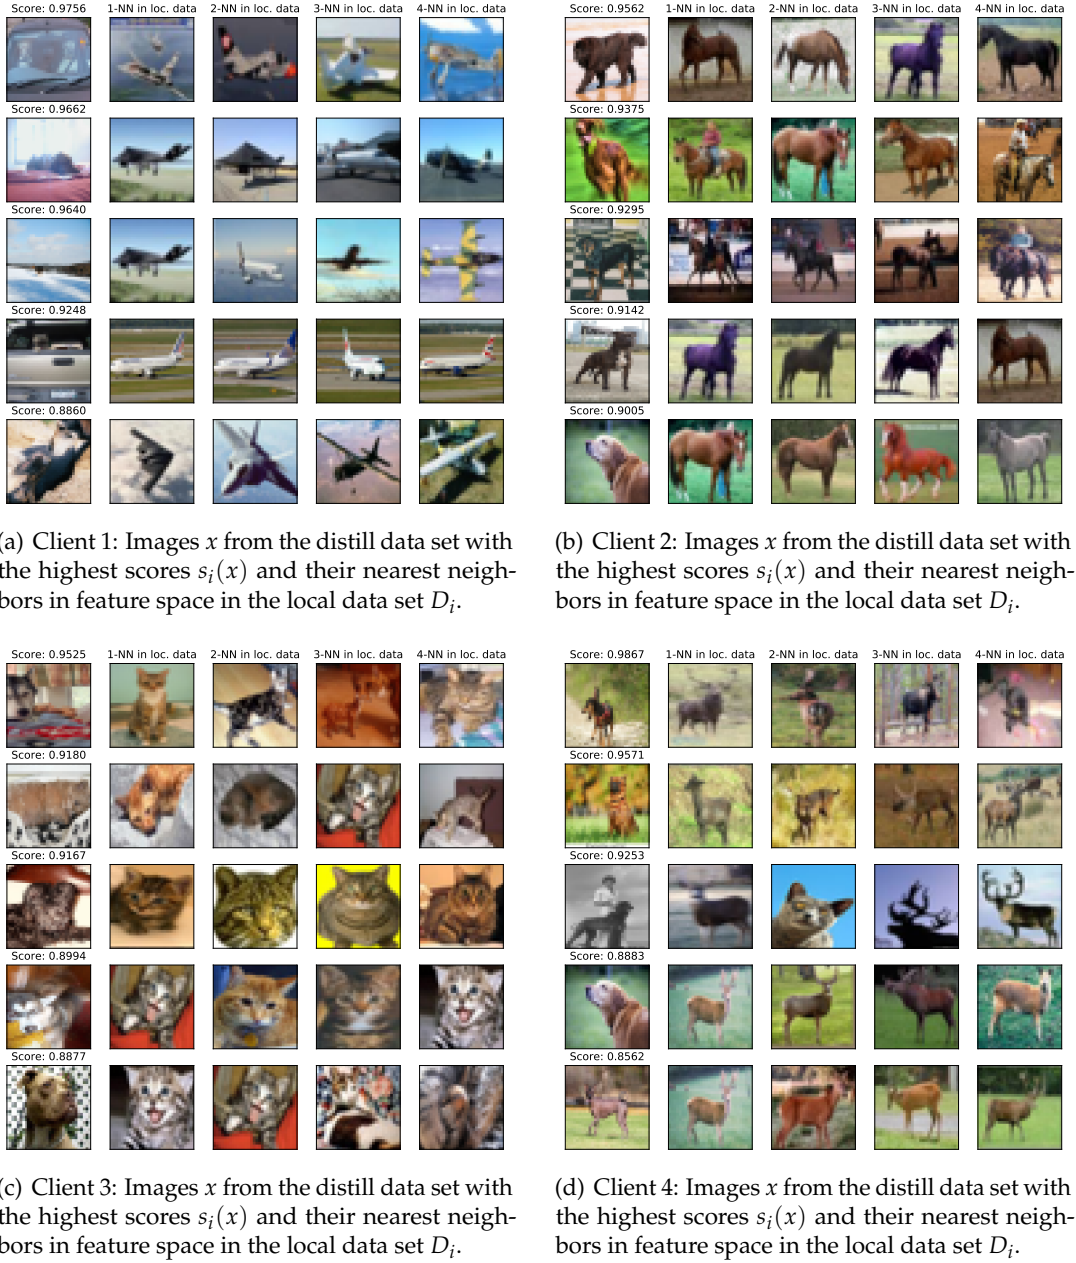 Score: 0.9756 1-NN in loc. data 2-NN in loc. data 3-NN in loc. data 4-NN in loc. data
Score: 0.9662
Score: 0.9640
Score: 0.9248
Score: 0.8860
(a) Client 1: Images x from the distill data set with
the highest scores s_i(x) and their nearest neigh-
bors in feature space in the local data set D_i.
Score: 0.9562 1-NN in loc. data 2-NN in loc. data 3-NN in loc. data 4-NN in loc. data
Score: 0.9375
Score: 0.9295
Score: 0.9142
Score: 0.9005
(b) Client 2: Images x from the distill data set with
the highest scores s_i(x) and their nearest neigh-
bors in feature space in the local data set D_i.
Score: 0.9525 1-NN in loc. data 2-NN in loc. data 3-NN in loc. data 4-NN in loc. data
Score: 0.9180
Score: 0.9167
Score: 0.8994
Score: 0.8877
(c) Client 3: Images x from the distill data set with
the highest scores s_i(x) and their nearest neigh-
bors in feature space in the local data set D_i.
Score: 0.9867 1-NN in loc. data 2-NN in loc. data 3-NN in loc. data 4-NN in loc. data
Score: 0.9571
Score: 0.9253
Score: 0.8883
Score: 0.8562
(d) Client 4: Images x from the distill data set with
the highest scores s_i(x) and their nearest neigh-
bors in feature space in the local data set D_i.